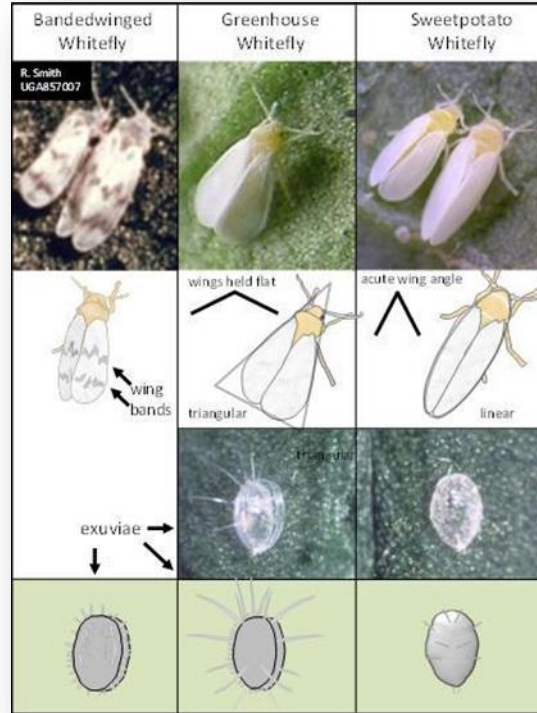 Bandedwinged
Whitefly
Greenhouse
Whitefly
Sweetpotato
Whitefly
R. Smith
UGA857007
wings held flat
acute wing angle
wing
bands
triangular
linear
triangular
exuviae